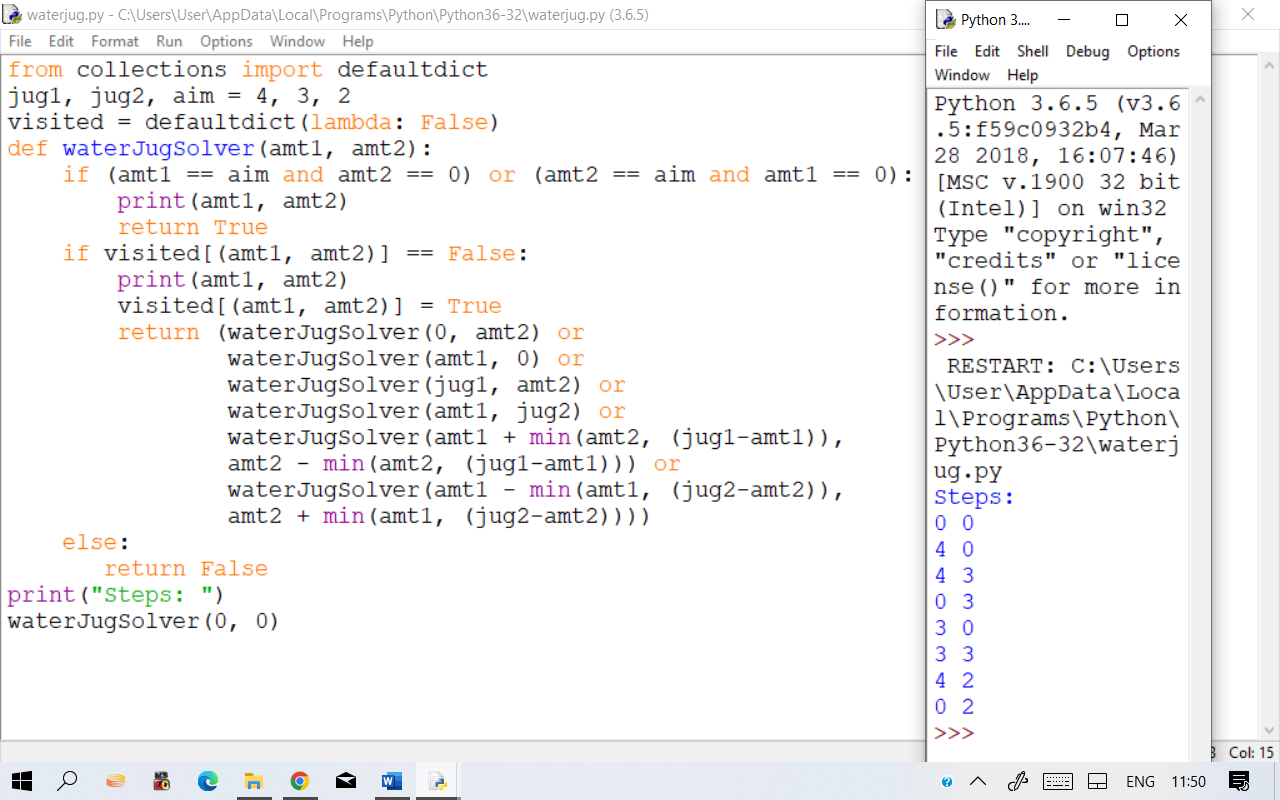 waterjug.py - C:\Users\User\AppData\Local\Programs\Python\Python36-32\waterjug.py (3.6.5)
File Edit Format Run Options Window Help
from collections import defaultdict
jug1, jug2, aim = 4, 3, 2
visited = defaultdict(lambda: False)
def waterJugSolver(amt1, amt2):
    if (amt1 == aim and amt2 == 0) or (amt2 == aim and amt1 == 0):
        print(amt1, amt2)
        return True
    if visited[(amt1, amt2)] == False:
        print(amt1, amt2)
        visited[(amt1, amt2)] = True
        return (waterJugSolver(0, amt2) or
                waterJugSolver(amt1, 0) or
                waterJugSolver(jug1, amt2) or
                waterJugSolver(amt1, jug2) or
                waterJugSolver(amt1 + min(amt2, (jug1-amt1)),
                amt2 - min(amt2, (jug1-amt1))) or
                waterJugSolver(amt1 - min(amt1, (jug2-amt2)),
                amt2 + min(amt1, (jug2-amt2))))
    else:
       return False
print("Steps: ")
waterJugSolver(0, 0)
Python 3....
File Edit Shell Debug Options
Window Help
Python 3.6.5 (v3.6
.5:f59c0932b4, Mar
28 2018, 16:07:46)
[MSC v.1900 32 bit
(Intel)] on win32
Type "copyright",
"credits" or "lice
nse()" for more in
formation.
>>>
 RESTART: C:\Users
\User\AppData\Loca
l\Programs\Python\
Python36-32\waterj
ug.py
Steps:
0 0
4 0
4 3
0 3
3 0
3 3
4 2
0 2
>>>
Col: 15
ENG 11:50